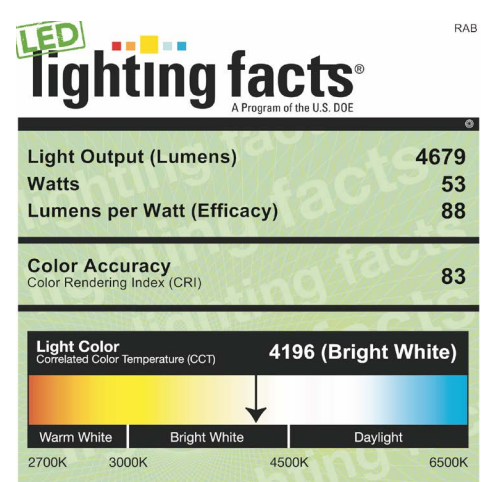 RAB
LED
lighting facts®
A Program of the U.S. DOE
Light Output (Lumens) 4679
Watts 53
Lumens per Watt (Efficacy) 88
Color Accuracy
Color Rendering Index (CRI) 83
Light Color
Correlated Color Temperature (CCT) 4196 (Bright White)
Warm White Bright White Daylight
2700K 3000K 4500K 6500K